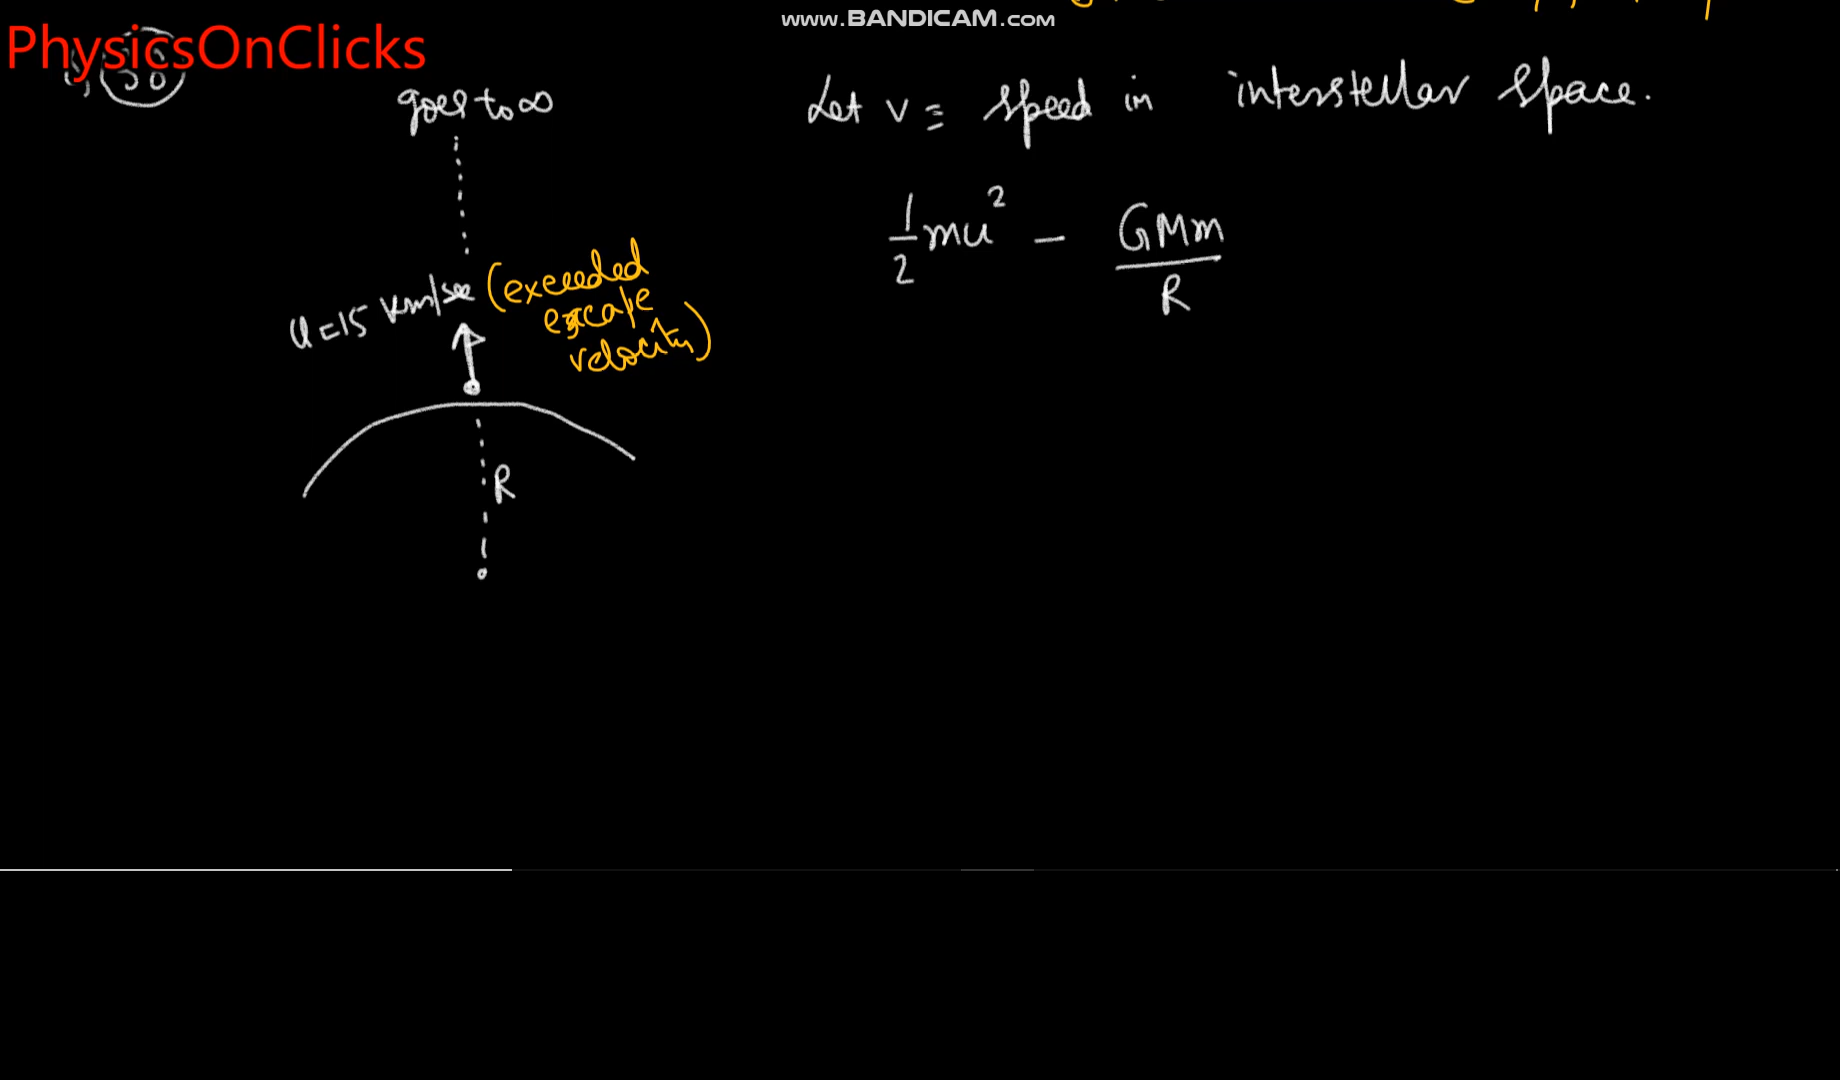 www.BANDICAM.com
PhysicsOnClicks
goes to ∞
Let v ≡ speed in interstellar space.
1/2 mu² - GMm/R
u=15 km/sec (exceeded
escape
velocity)
R